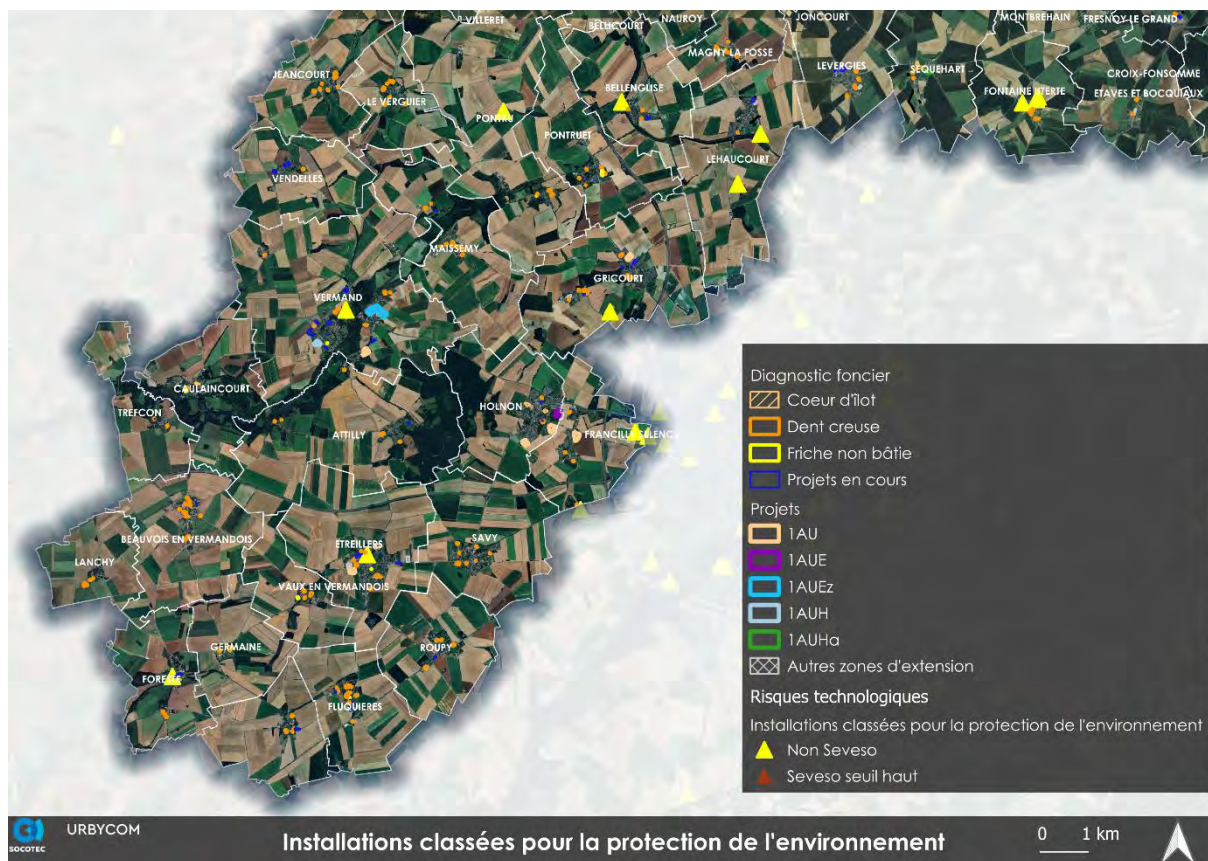 VILLERET
BELLICOURT
NAUROY
JONCOURT
MONTBREHAIN
FRESNOY LE GRAND
MAGNY LA FOSSE
JEANCOURT
LEVERGIES
SEQUEHART
CROIX-FONSOMME
LE VERGUIER
BELLENGLISE
FONTAINE UTERTE
ETAVES ET BOCQUIAUX
PONTRU
PONTRUET
LEHAUCOURT
VENDELLES
MAISSEMY
GRICOURT
VERMAND
CAULAINCOURT
TREFCON
HOLNON
ATTILLY
FRANCILLY SELENCY
BEAUVOIS EN VERMANDOIS
ETREILLERS
SAVY
LANCHY
VAUX EN VERMANDOIS
GERMAINE
ROUPY
FORESTE
FLUQUIERES
Diagnostic foncier
Coeur d'îlot
Dent creuse
Friche non bâtie
Projets en cours
Projets
1AU
1AUE
1AUEz
1AUH
1AUHa
Autres zones d'extension
Risques technologiques
Installations classées pour la protection de l'environnement
Non Seveso
Seveso seuil haut
SOCOTEC
URBYCOM
Installations classées pour la protection de l'environnement
0 1 km